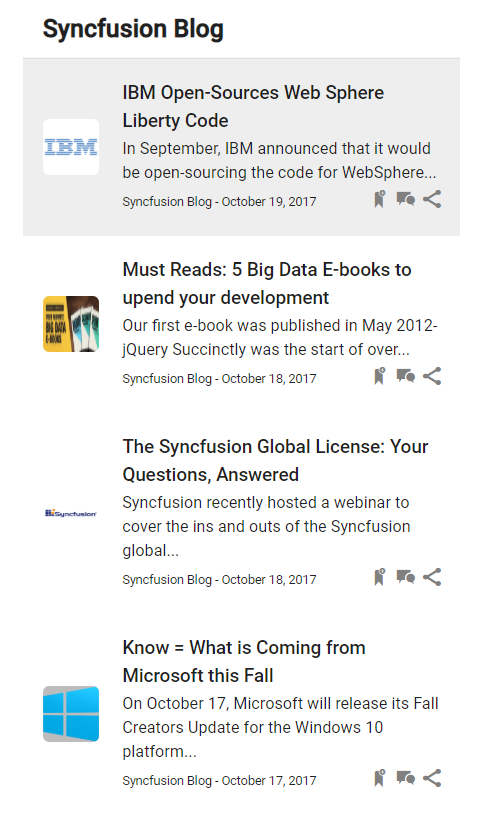 Syncfusion Blog
IBM Open-Sources Web Sphere
Liberty Code
IBM
In September, IBM announced that it would
be open-sourcing the code for WebSphere...
Syncfusion Blog - October 19, 2017
Must Reads: 5 Big Data E-books to
upend your development
BIG DATA
E-BOOKS
Our first e-book was published in May 2012-
jQuery Succinctly was the start of over...
Syncfusion Blog - October 18, 2017
The Syncfusion Global License: Your
Questions, Answered
Syncfusion
Syncfusion recently hosted a webinar to
cover the ins and outs of the Syncfusion
global...
Syncfusion Blog - October 18, 2017
Know = What is Coming from
Microsoft this Fall
On October 17, Microsoft will release its Fall
Creators Update for the Windows 10
platform...
Syncfusion Blog - October 17, 2017